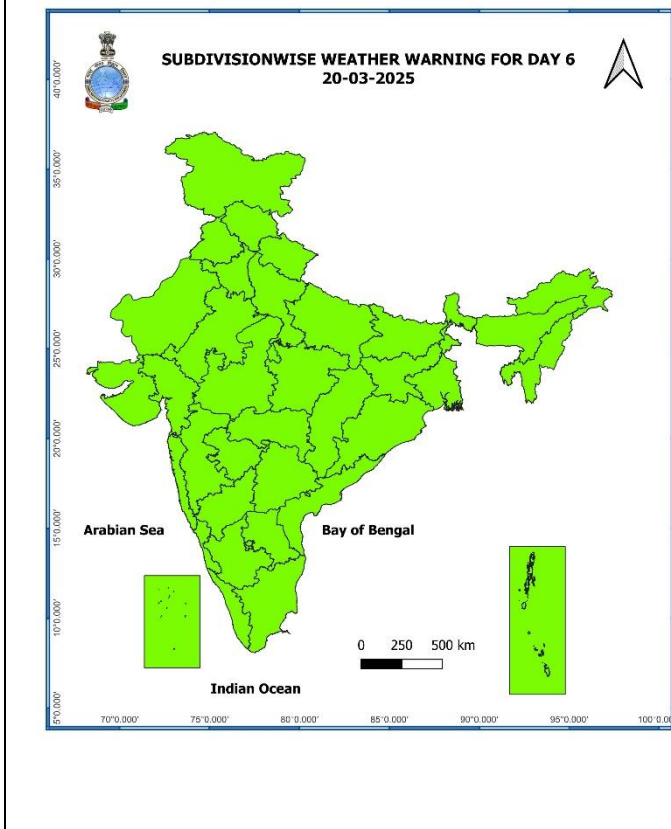 SUBDIVISIONWISE WEATHER WARNING FOR DAY 6
20-03-2025
40°0.000'
35°0.000'
30°0.000'
25°0.000'
20°0.000'
15°0.000'
10°0.000'
5°0.000'
Arabian Sea
Bay of Bengal
0 250 500 km
Indian Ocean
70°0.000' 75°0.000' 80°0.000' 85°0.000' 90°0.000' 95°0.000' 100°0.0